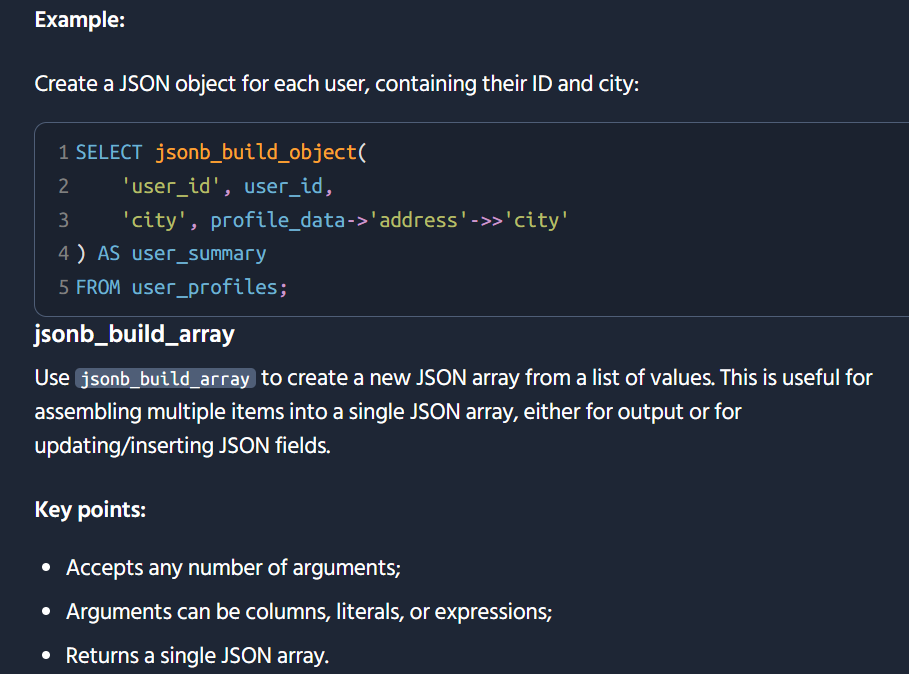 Example:
Create a JSON object for each user, containing their ID and city:
1 SELECT jsonb_build_object(
2     'user_id', user_id,
3     'city', profile_data->'address'->>'city'
4 ) AS user_summary
5 FROM user_profiles;
jsonb_build_array
Use jsonb_build_array to create a new JSON array from a list of values. This is useful for
assembling multiple items into a single JSON array, either for output or for
updating/inserting JSON fields.
Key points:
• Accepts any number of arguments;
• Arguments can be columns, literals, or expressions;
• Returns a single JSON array.